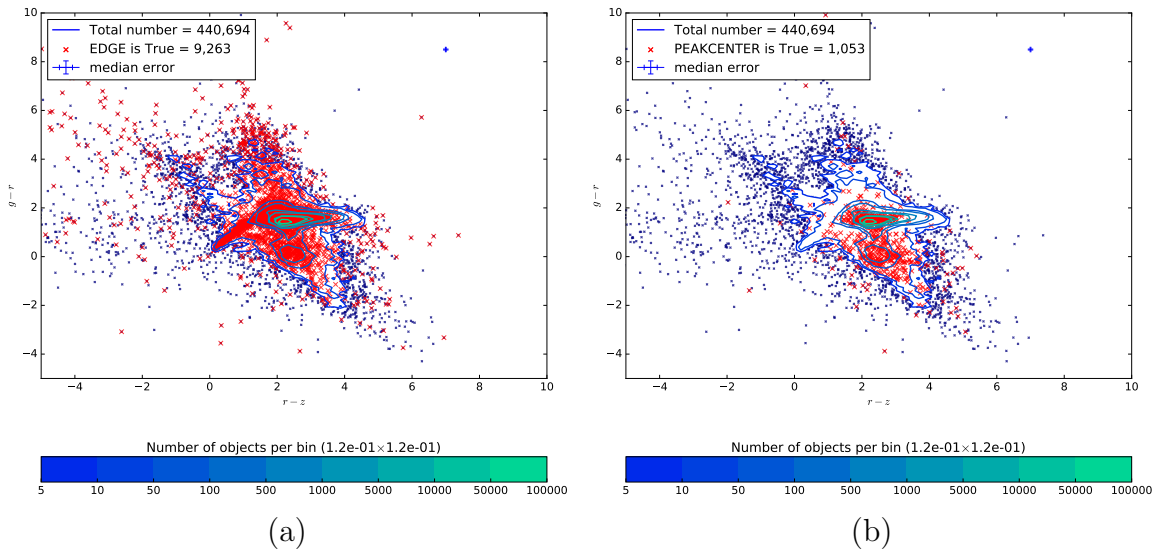 Total number = 440,694
EDGE is True = 9,263
median error
10
8
6
4
2
0
−2
−4
g − r
−4 −2 0 2 4 6 8 10
r − z
Number of objects per bin (1.2e-01×1.2e-01)
5 10 50 100 500 1000 5000 10000 50000 100000
(a)
Total number = 440,694
PEAKCENTER is True = 1,053
median error
10
8
6
4
2
0
−2
−4
g − r
−4 −2 0 2 4 6 8 10
r − z
Number of objects per bin (1.2e-01×1.2e-01)
5 10 50 100 500 1000 5000 10000 50000 100000
(b)